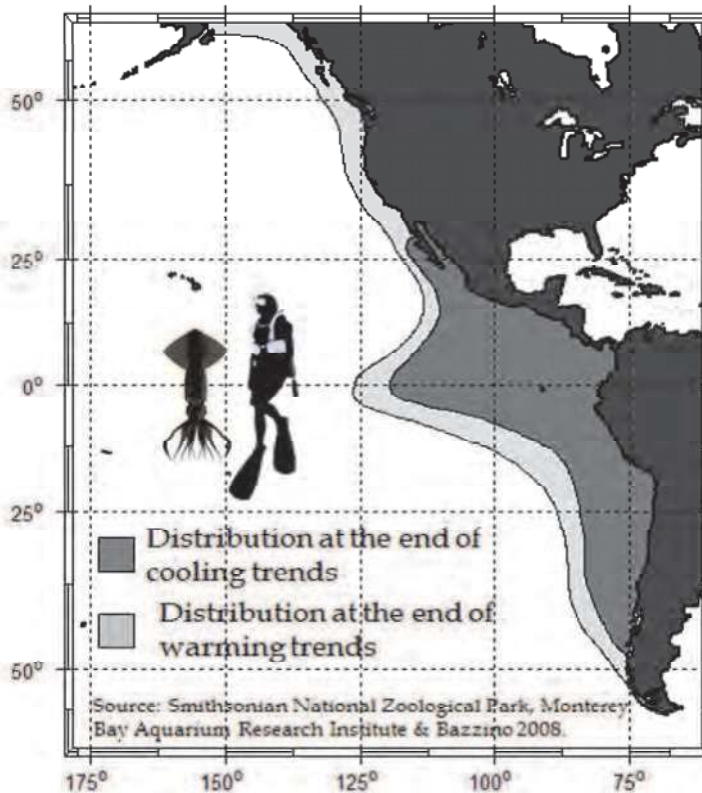 50°
25°
0°
25°
50°
Distribution at the end of
cooling trends
Distribution at the end of
warming trends
Source: Smithsonian National Zoological Park, Monterey
Bay Aquarium Research Institute & Bazzino 2008.
175° 150° 125° 100° 75°